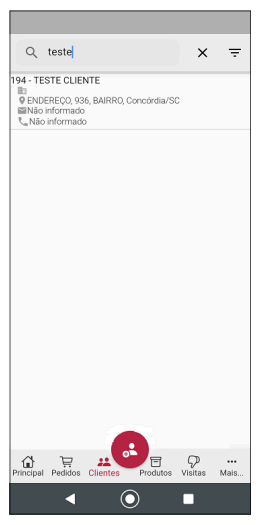 teste
194 - TESTE CLIENTE
ENDEREÇO, 936, BAIRRO, Concórdia/SC
Não informado
Não informado
Principal Pedidos Clientes Produtos Visitas Mais...